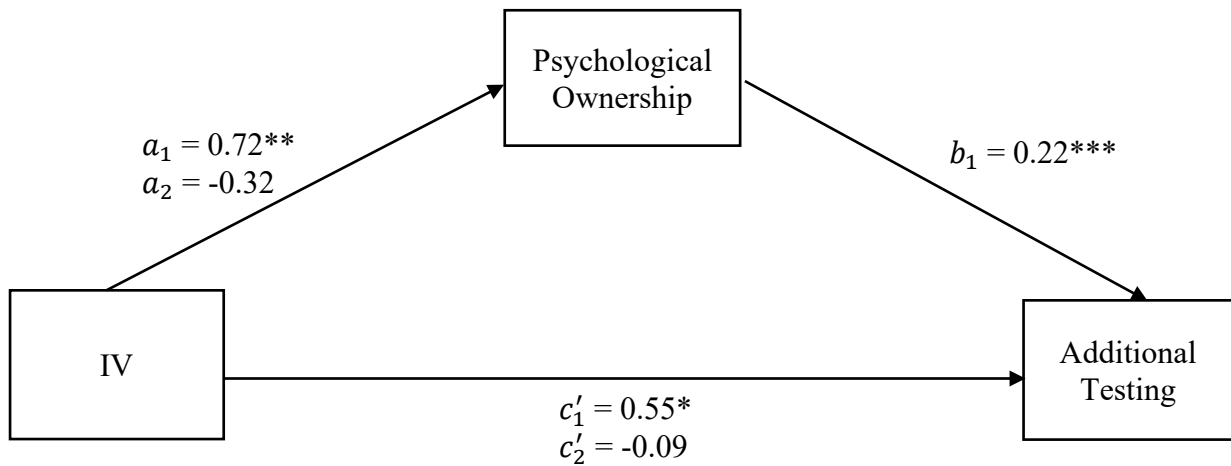 Psychological
Ownership
a₁ = 0.72**
a₂ = -0.32
b₁ = 0.22***
IV
Additional
Testing
c′₁ = 0.55*
c′₂ = -0.09